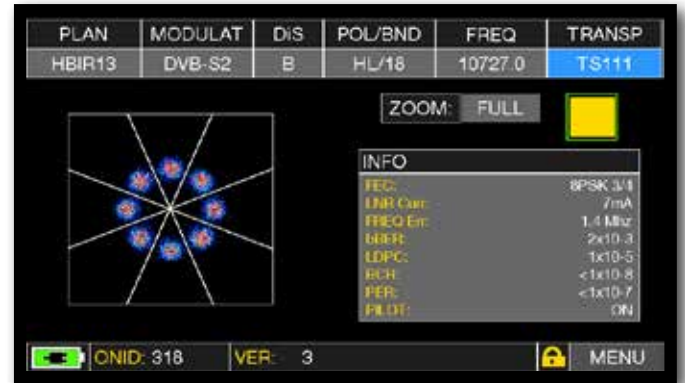 PLAN MODULAT DiS POL/BND FREQ TRANSP
HBIR13 DVB-S2 B HL/18 10727.0 TS111
ZOOM: FULL
INFO
FEC: 8PSK 3/4
LNB Curr: 7mA
FREQ Err: 1.4 Mhz
bBER: 2x10-3
LDPC: 1x10-5
BCH: <1x10-8
PER: <1x10-7
PILOT: ON
ONID: 318 VER: 3 MENU